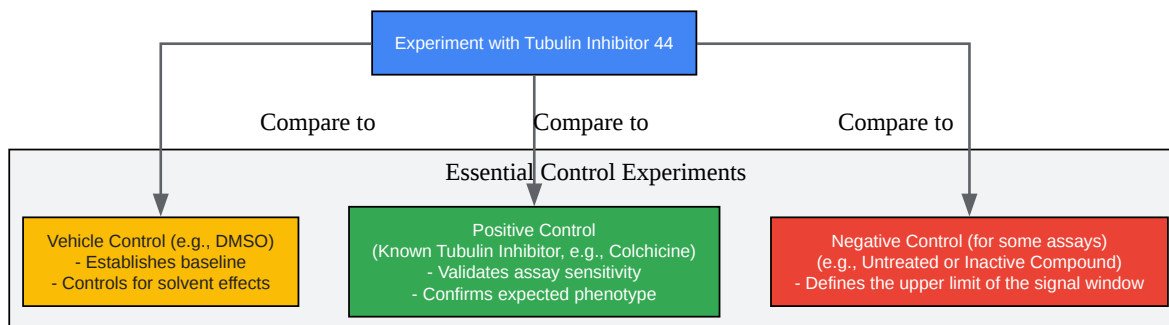 Experiment with Tubulin Inhibitor 44
Compare to
Compare to
Compare to
Essential Control Experiments
Vehicle Control (e.g., DMSO)
- Establishes baseline
- Controls for solvent effects
Positive Control
(Known Tubulin Inhibitor, e.g., Colchicine)
- Validates assay sensitivity
- Confirms expected phenotype
Negative Control (for some assays)
(e.g., Untreated or Inactive Compound)
- Defines the upper limit of the signal window